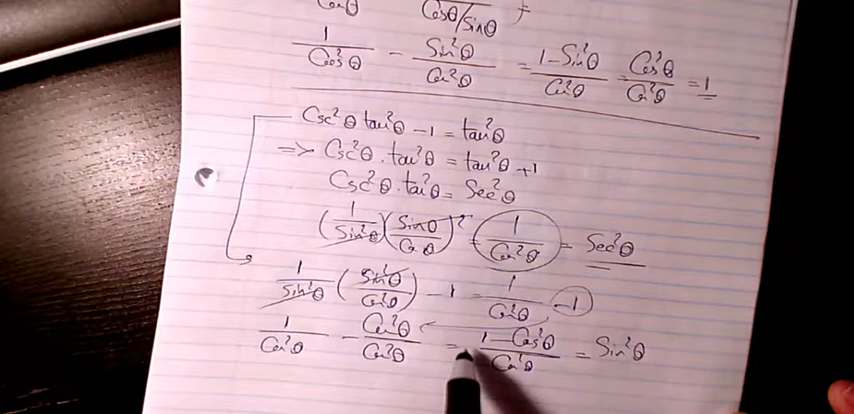 Cosθ/Sinθ
1/Cos²θ - Sin²θ/Cos²θ = 1-Sin²θ/Cos²θ = Cos²θ/Cos²θ = 1
Csc²θ tan²θ -1 = tan²θ
=> Csc²θ . tan²θ = tan²θ +1
Csc²θ . tan²θ = Sec²θ
(1/Sin²θ)(Sinθ/Cosθ)² = 1/Cos²θ = Sec²θ
1/Sin²θ (Sin²θ/Cos²θ) - 1 = 1/Cos²θ -1
1/Cos²θ - Cos²θ/Cos²θ = 1-Cos²θ/Cos²θ = Sin²θ